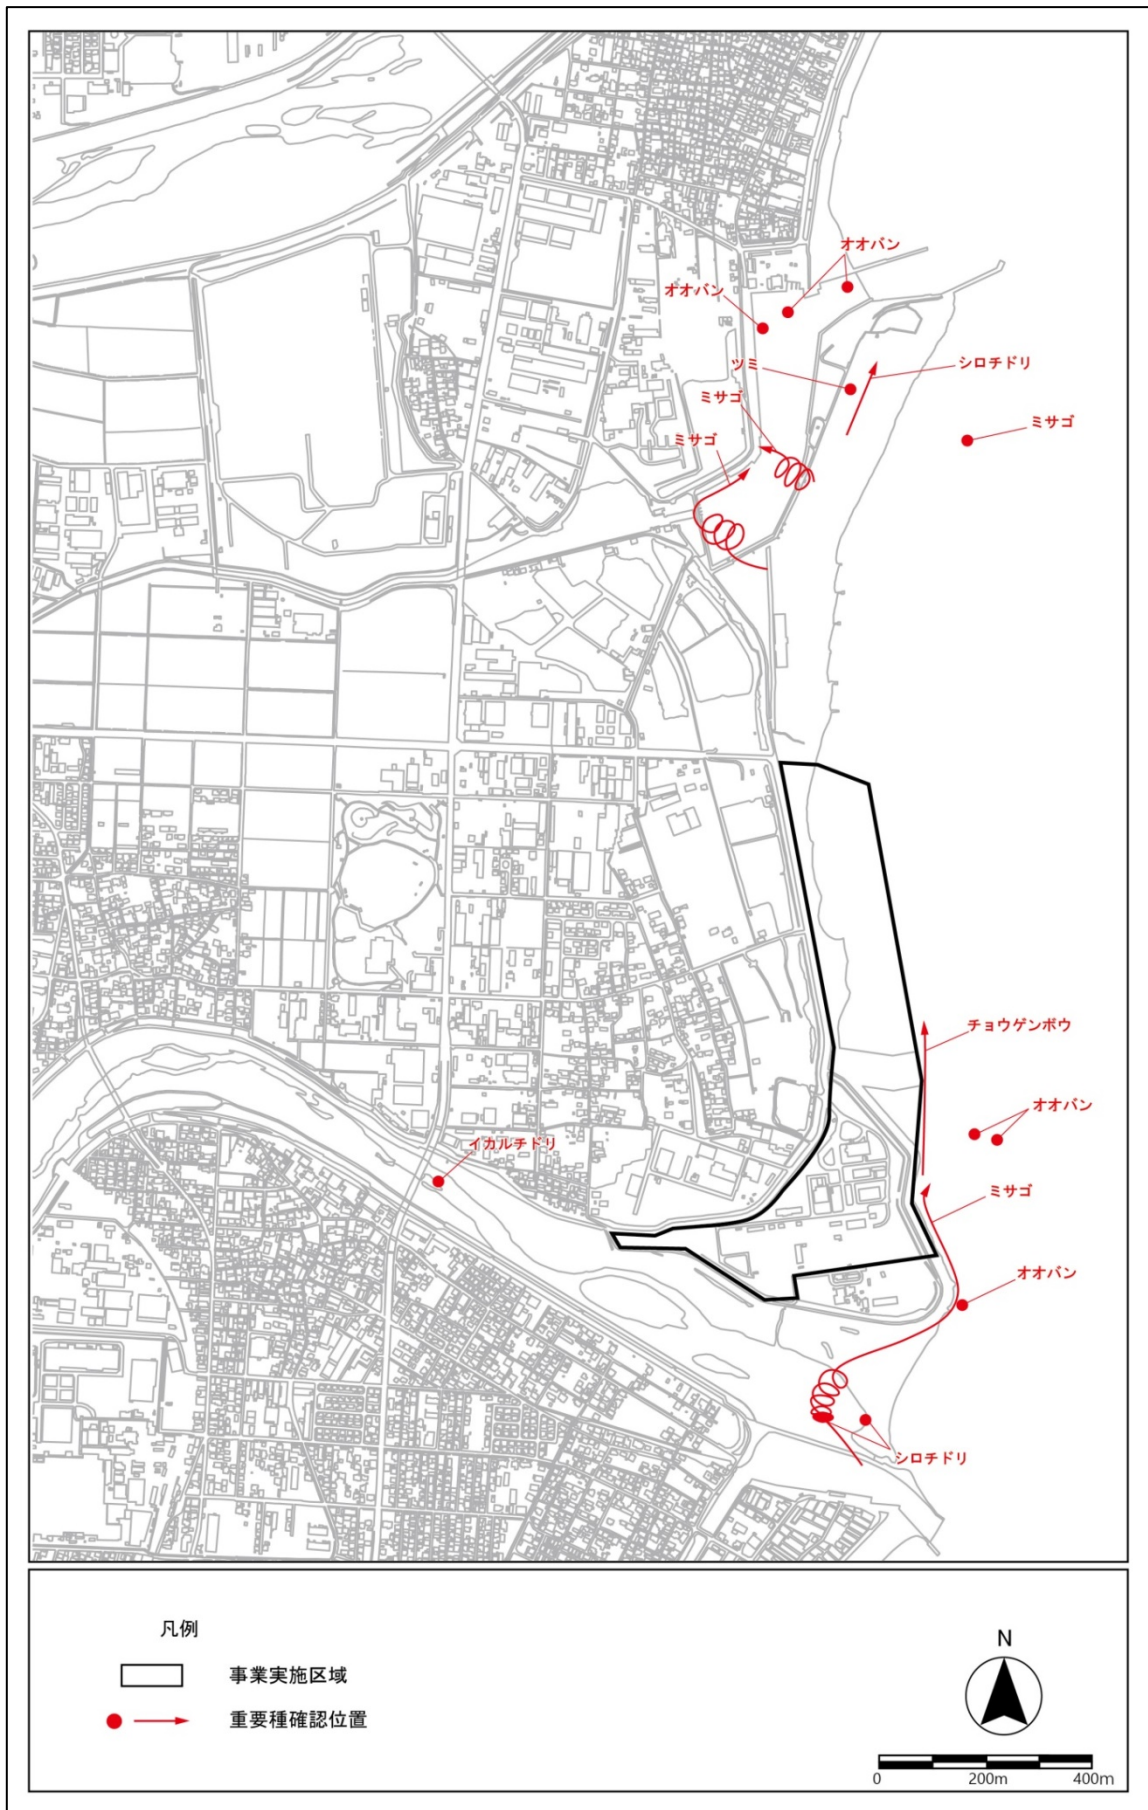 オオバン
オオバン
ツミ
シロチドリ
ミサゴ
ミサゴ
ミサゴ
チョウゲンボウ
オオバン
イカルチドリ
ミサゴ
オオバン
シロチドリ
凡例
事業実施区域
重要種確認位置
N
0 200m 400m